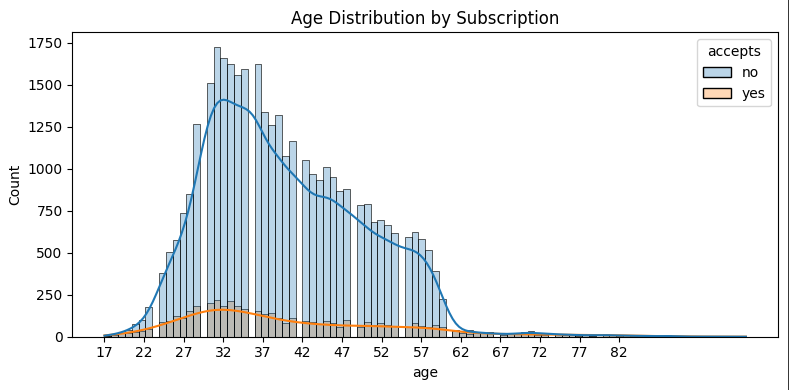 Age Distribution by Subscription
accepts
no
yes
1750
1500
1250
1000
750
500
250
0
Count
17 22 27 32 37 42 47 52 57 62 67 72 77 82
age